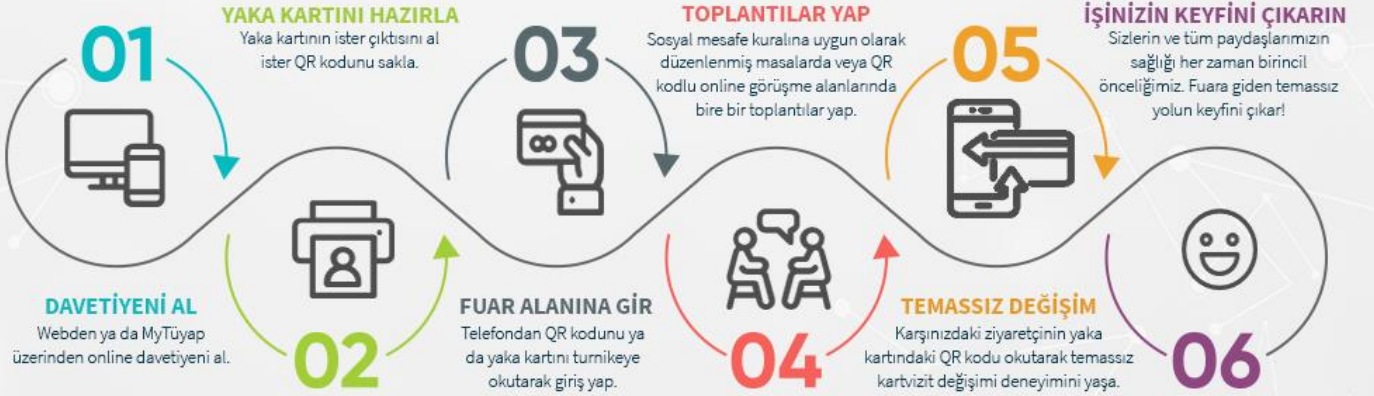 01
DAVETİYENİ AL
Webden ya da MyTüyap
üzerinden online davetiyeni al.
YAKA KARTINI HAZIRLA
Yaka kartının ister çıktısını al
ister QR kodunu sakla.
02
03
FUAR ALANINA GİR
Telefondan QR kodunu ya
da yaka kartını turnikeye
okutarak giriş yap.
TOPLANTILAR YAP
Sosyal mesafe kuralına uygun olarak
düzenlenmiş masalarda veya QR
kodlu online görüşme alanlarında
bire bir toplantılar yap.
04
05
TEMASSIZ DEĞİŞİM
Karşınızdaki ziyaretçinin yaka
kartındaki QR kodu okutarak temassız
kartvizit değişimi deneyimini yaşa.
İŞİNİZİN KEYFİNİ ÇIKARIN
Sizlerin ve tüm paydaşlarımızın
sağlığı her zaman birincil
önceliğimiz. Fuara giden temassız
yolun keyfini çıkar!
06